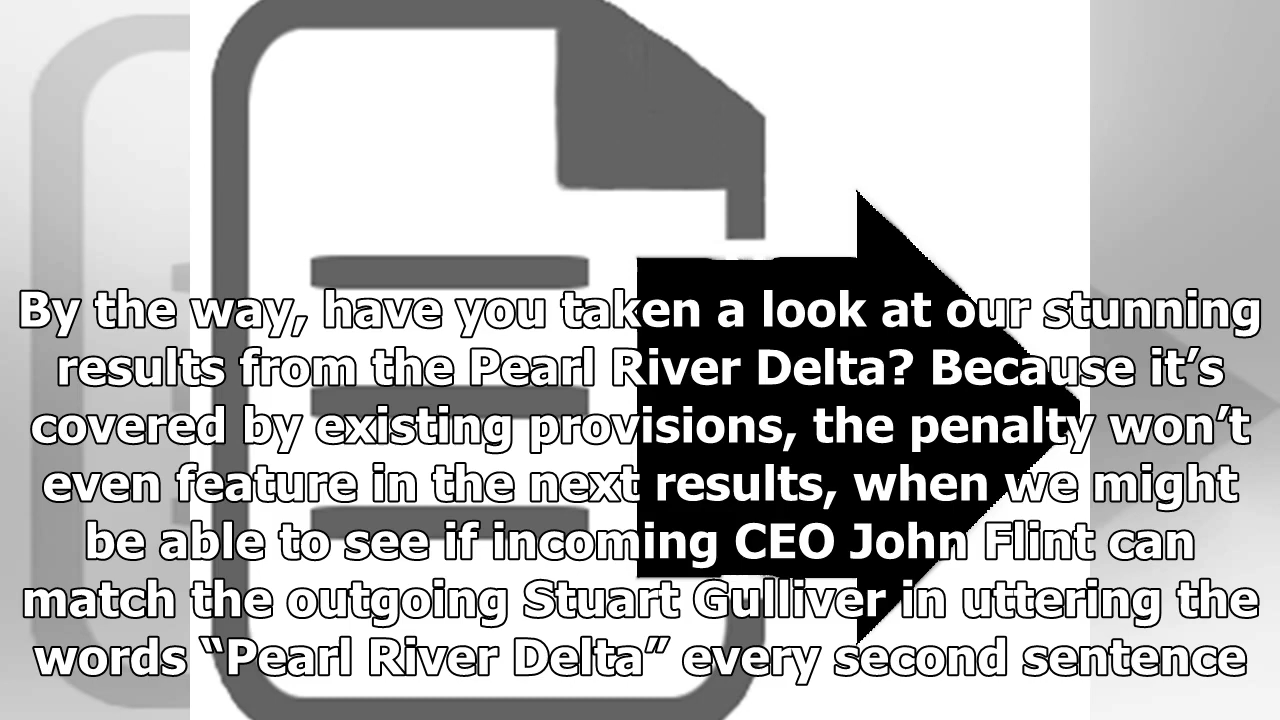 By the way, have you taken a look at our stunning
results from the Pearl River Delta? Because it’s
covered by existing provisions, the penalty won’t
even feature in the next results, when we might
be able to see if incoming CEO John Flint can
match the outgoing Stuart Gulliver in uttering the
words “Pearl River Delta” every second sentence